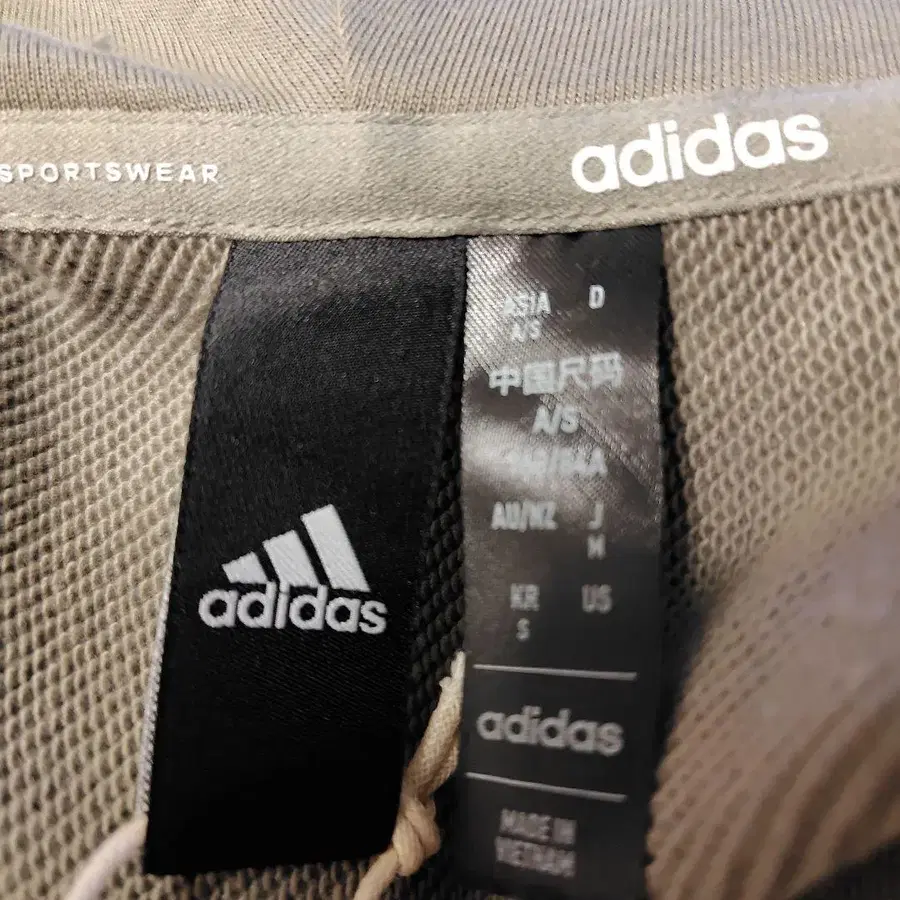 SPORTSWEAR
adidas
adidas
ASIA D
A/S
中国尺码
A/S
AU/NZ J
M
KR US
S
adidas
MADE IN
VIETNAM